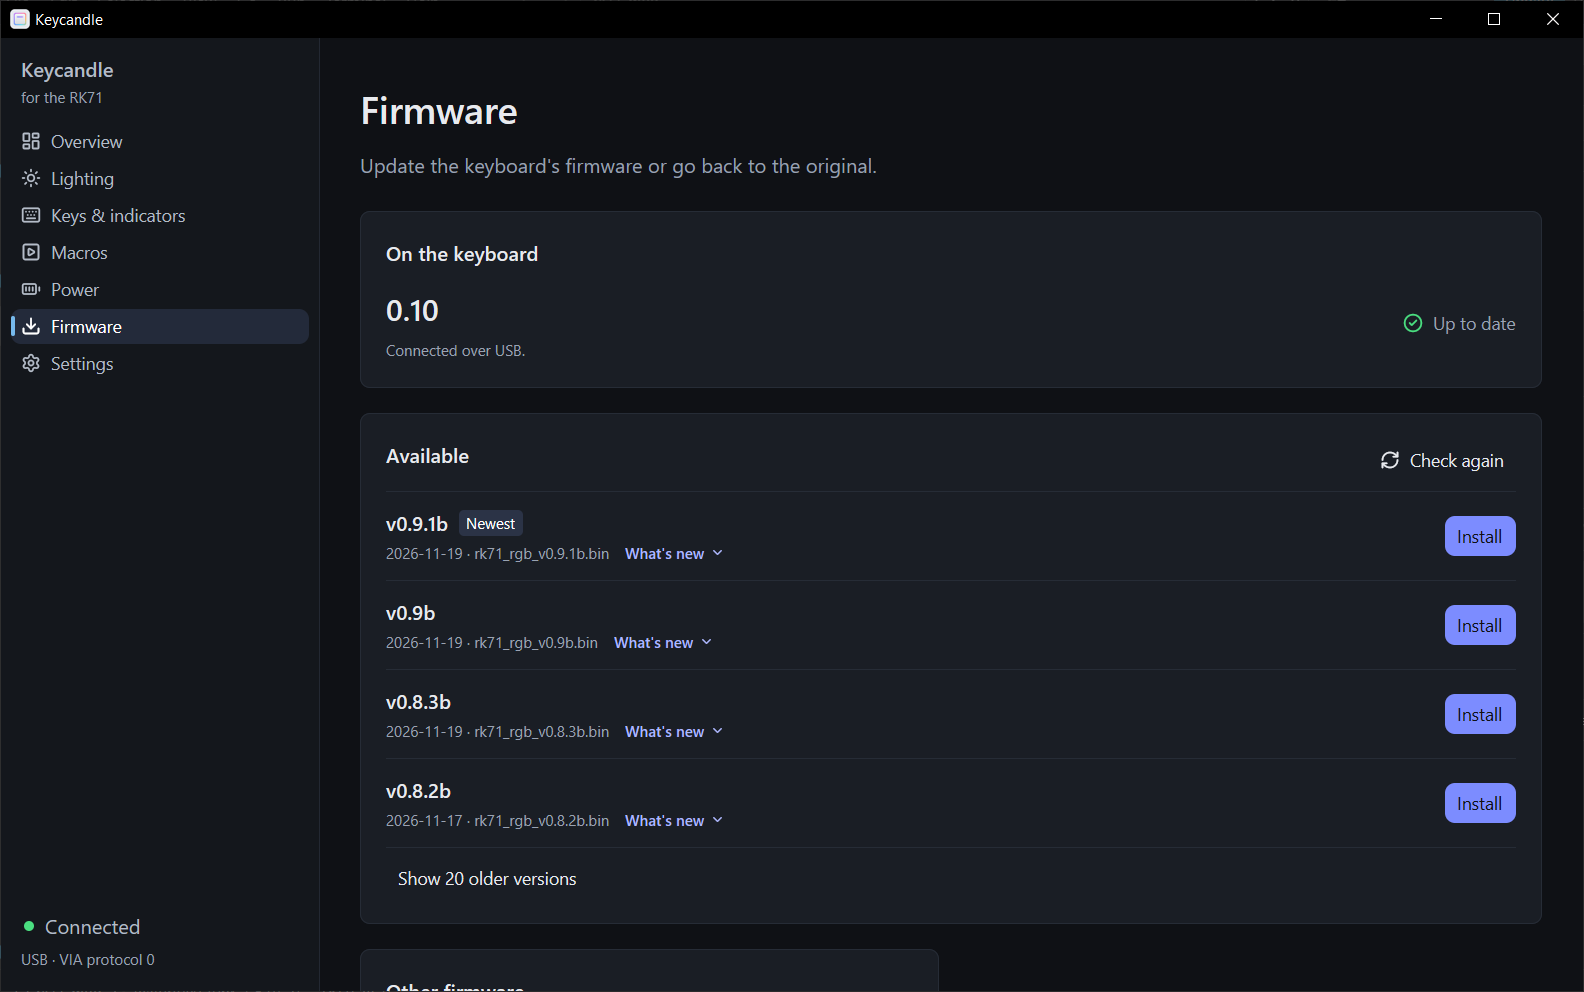 Keycandle
Keycandle
for the RK71
Overview
Lighting
Keys & indicators
Macros
Power
Firmware
Settings
Connected
USB · VIA protocol 0
Firmware
Update the keyboard's firmware or go back to the original.
On the keyboard
0.10
Connected over USB.
Up to date
Available
Check again
v0.9.1b Newest
2026-11-19 · rk71_rgb_v0.9.1b.bin What's new
Install
v0.9b
2026-11-19 · rk71_rgb_v0.9b.bin What's new
Install
v0.8.3b
2026-11-19 · rk71_rgb_v0.8.3b.bin What's new
Install
v0.8.2b
2026-11-17 · rk71_rgb_v0.8.2b.bin What's new
Install
Show 20 older versions
Other firmware